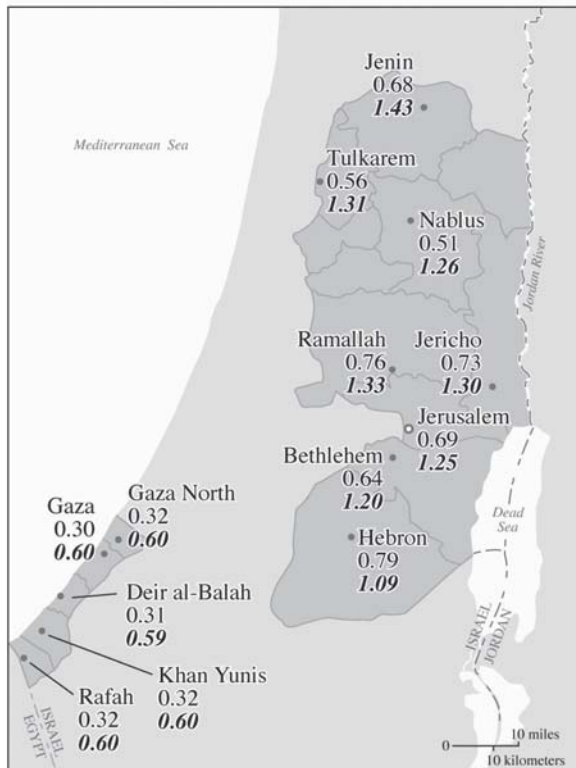 Jenin
0.68
1.43
Mediterranean Sea
Tulkarem
0.56
1.31
Nablus
0.51
1.26
Jordan River
Ramallah
0.76
1.33
Jericho
0.73
1.30
Jerusalem
0.69
1.25
Bethlehem
0.64
1.20
Hebron
0.79
1.09
Dead
Sea
Gaza
0.30
0.60
Gaza North
0.32
0.60
Deir al-Balah
0.31
0.59
Khan Yunis
0.32
0.60
Rafah
0.32
0.60
ISRAEL
EGYPT
ISRAEL
JORDAN
10 miles
0
10 kilometers